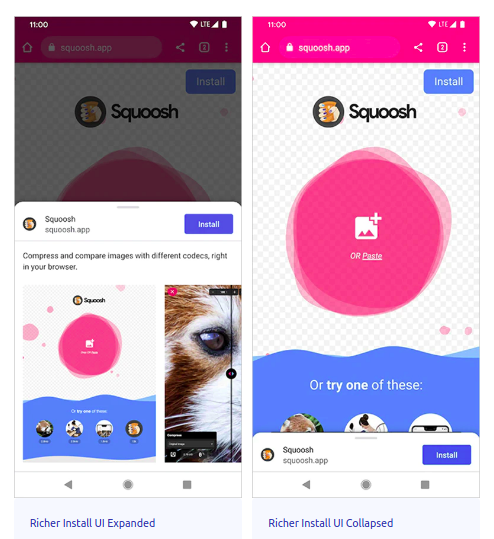 11:00
LTE
squoosh.app
2
Install
Squoosh
Squoosh
squoosh.app
Install
Compress and compare images with different codecs, right
in your browser.
Squoosh
Or try one of these:
Compress
Richer Install UI Expanded
11:00
LTE
squoosh.app
2
Install
Squoosh
OR Paste
Or try one of these:
Squoosh
squoosh.app
Install
Richer Install UI Collapsed